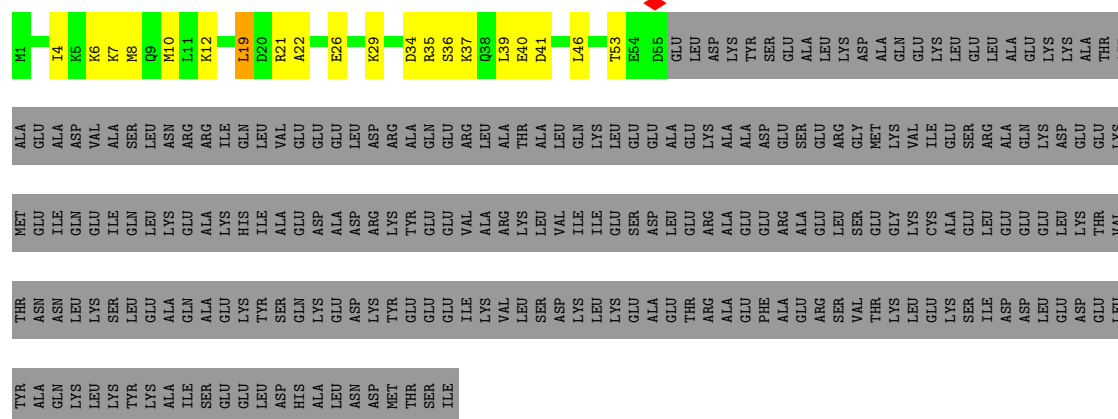 M1 I4 K5 K6 K7 M8 Q9 M10 L11 K12 L19 D20 R21 A22 E26 K29 D34 R35 S36 K37 Q38 L39 E40 D41 L46 T53 E54 D55 GLU LEU ASP LYS TYR SER GLU ALA LEU LYS ASP ALA GLN GLU LYS LEU GLU LEU ALA GLU LYS LYS ALA THR
ALA GLU ALA ASP VAL ALA SER LEU ASN ARG ARG ILE GLN LEU VAL GLU GLU GLU LEU ASP ARG ALA GLN GLU ARG LEU ALA THR ALA LEU GLN LYS LEU GLU GLU ALA GLU LYS ALA ALA ASP GLU SER GLU ARG GLY MET LYS VAL ILE GLU SER ARG ALA GLN LYS ASP GLU GLU LYS
MET GLU ILE GLN GLU ILE GLN LEU LYS GLU ALA LYS HIS ILE ALA GLU ASP ALA ASP ARG LYS TYR GLU GLU VAL ALA ARG LYS LEU VAL ILE ILE GLU SER ASP LEU GLU ARG ALA GLU GLU ARG ALA GLU LEU SER GLU GLY LYS CYS ALA GLU LEU GLU GLU GLU LEU LYS THR VAL
THR ASN ASN LEU LYS SER LEU GLU ALA GLN ALA GLU LYS TYR SER GLN LYS GLU ASP LYS TYR GLU GLU GLU ILE LYS VAL LEU SER ASP LYS LEU LYS GLU ALA GLU THR ARG ALA GLU PHE ALA GLU ARG SER VAL THR LYS LEU GLU LYS SER ILE ASP ASP LEU GLU ASP GLU LEU
TYR ALA GLN LYS LEU LYS TYR LYS ALA ILE SER GLU GLU LEU ASP HIS ALA LEU ASN ASP MET THR SER ILE